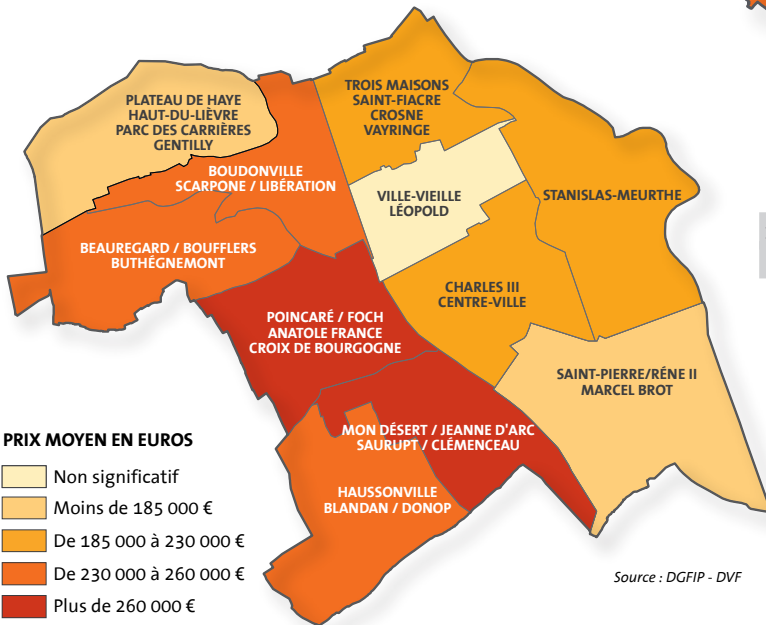 PLATEAU DE HAYE
HAUT-DU-LIÈVRE
PARC DES CARRIÈRES
GENTILLY
TROIS MAISONS
SAINT-FIACRE
CROSNE
VAYRINGE
BOUDONVILLE
SCARPONE / LIBÉRATION
VILLE-VIEILLE
LÉOPOLD
STANISLAS-MEURTHE
BEAUREGARD / BOUFFLERS
BUTHÉGNEMONT
CHARLES III
CENTRE-VILLE
POINCARÉ / FOCH
ANATOLE FRANCE
CROIX DE BOURGOGNE
SAINT-PIERRE/RÉNE II
MARCEL BROT
MON DÉSERT / JEANNE D'ARC
SAURUPT / CLÉMENCEAU
HAUSSONVILLE
BLANDAN / DONOP
PRIX MOYEN EN EUROS
Non significatif
Moins de 185 000 €
De 185 000 à 230 000 €
De 230 000 à 260 000 €
Plus de 260 000 €
Source : DGFIP - DVF